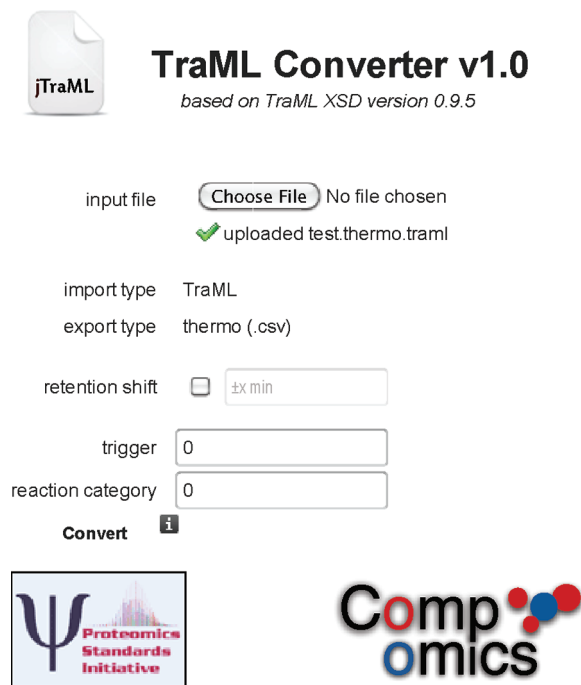 jTraML
TraML Converter v1.0
based on TraML XSD version 0.9.5
input file Choose File No file chosen
uploaded test.thermo.traml
import type TraML
export type thermo (.csv)
retention shift ±x min
trigger 0
reaction category 0
Convert i
Ψ Proteomics
Standards
Initiative
Comp
omics